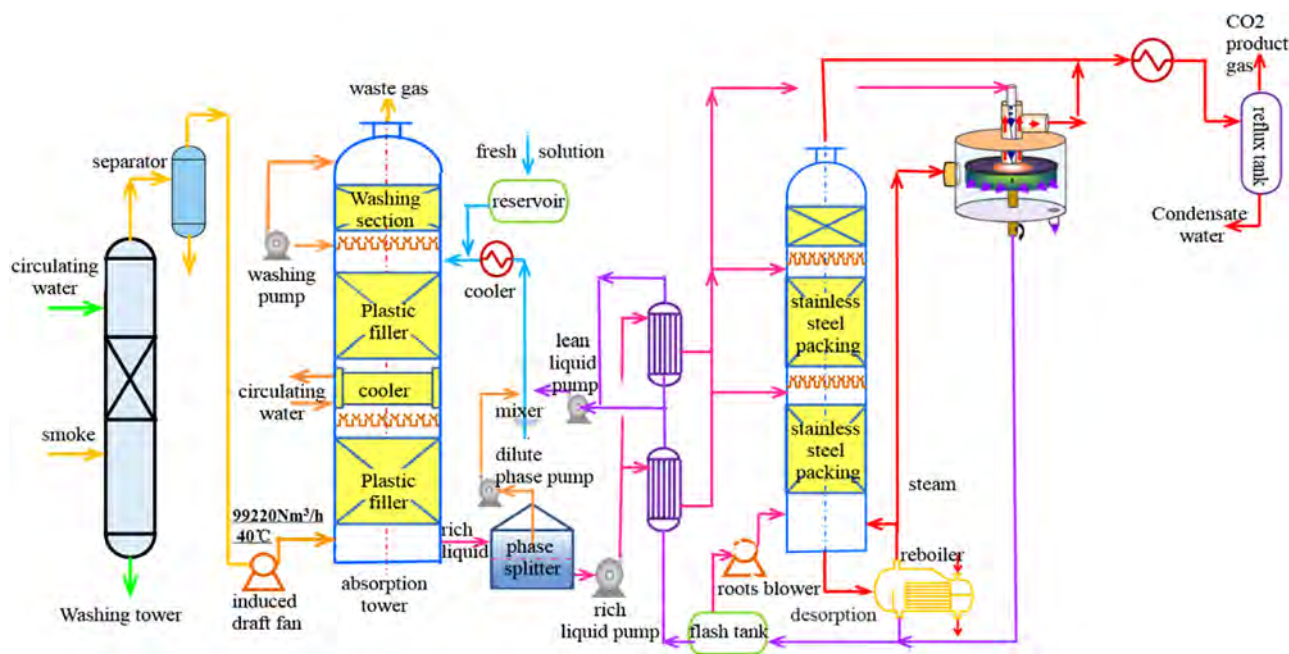 CO2
product
gas
waste gas
separator
fresh solution
reflux tank
reservoir
Washing
section
Condensate
water
circulating
water
washing
pump
cooler
Plastic
filler
stainless
steel
packing
lean
liquid
pump
cooler
circulating
water
mixer
smoke
stainless
steel
packing
dilute
phase pump
Plastic
filler
steam
99220Nm³/h
40℃
rich
liquid
phase
splitter
reboiler
absorption
tower
roots blower
Washing tower
induced
draft fan
rich
liquid pump
flash tank
desorption